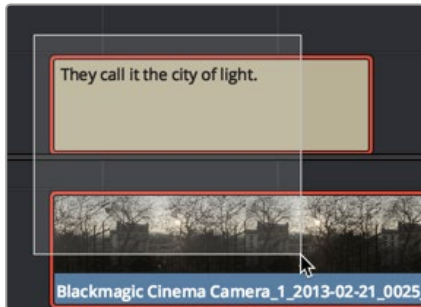 They call it the city of light.
Blackmagic Cinema Camera_1_2013-02-21_0025